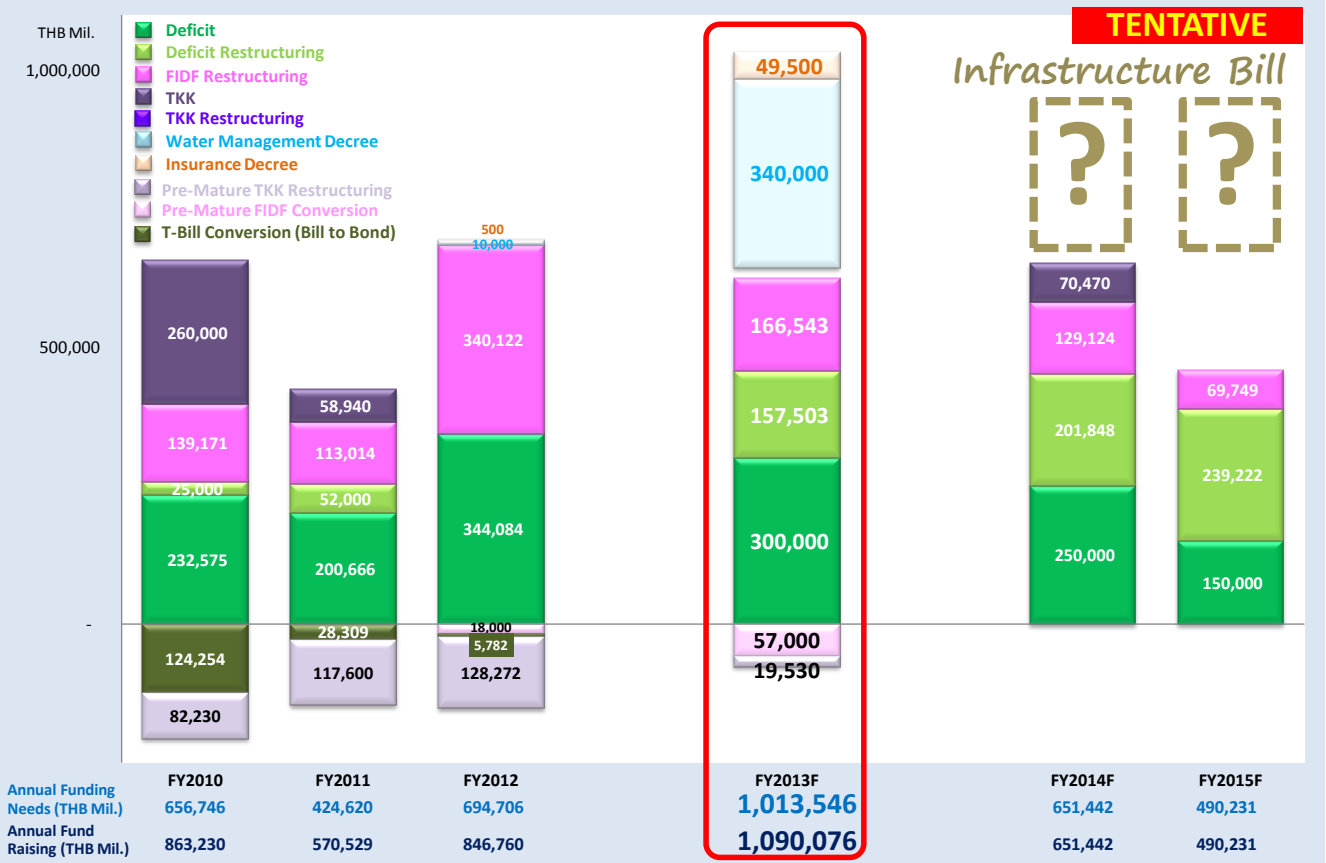 TENTATIVE
Infrastructure Bill
THB Mil.
1,000,000
500,000
-
Deficit
Deficit Restructuring
FIDF Restructuring
TKK
TKK Restructuring
Water Management Decree
Insurance Decree
Pre-Mature TKK Restructuring
Pre-Mature FIDF Conversion
T-Bill Conversion (Bill to Bond)
260,000
139,171
25,000
232,575
124,254
82,230
58,940
113,014
52,000
200,666
28,309
117,600
500
10,000
340,122
344,084
18,000
5,782
128,272
49,500
340,000
166,543
157,503
300,000
57,000
19,530
?
70,470
129,124
201,848
250,000
?
69,749
239,222
150,000
FY2010 FY2011 FY2012 FY2013F FY2014F FY2015F
Annual Funding
Needs (THB Mil.) 656,746 424,620 694,706 1,013,546 651,442 490,231
Annual Fund
Raising (THB Mil.) 863,230 570,529 846,760 1,090,076 651,442 490,231